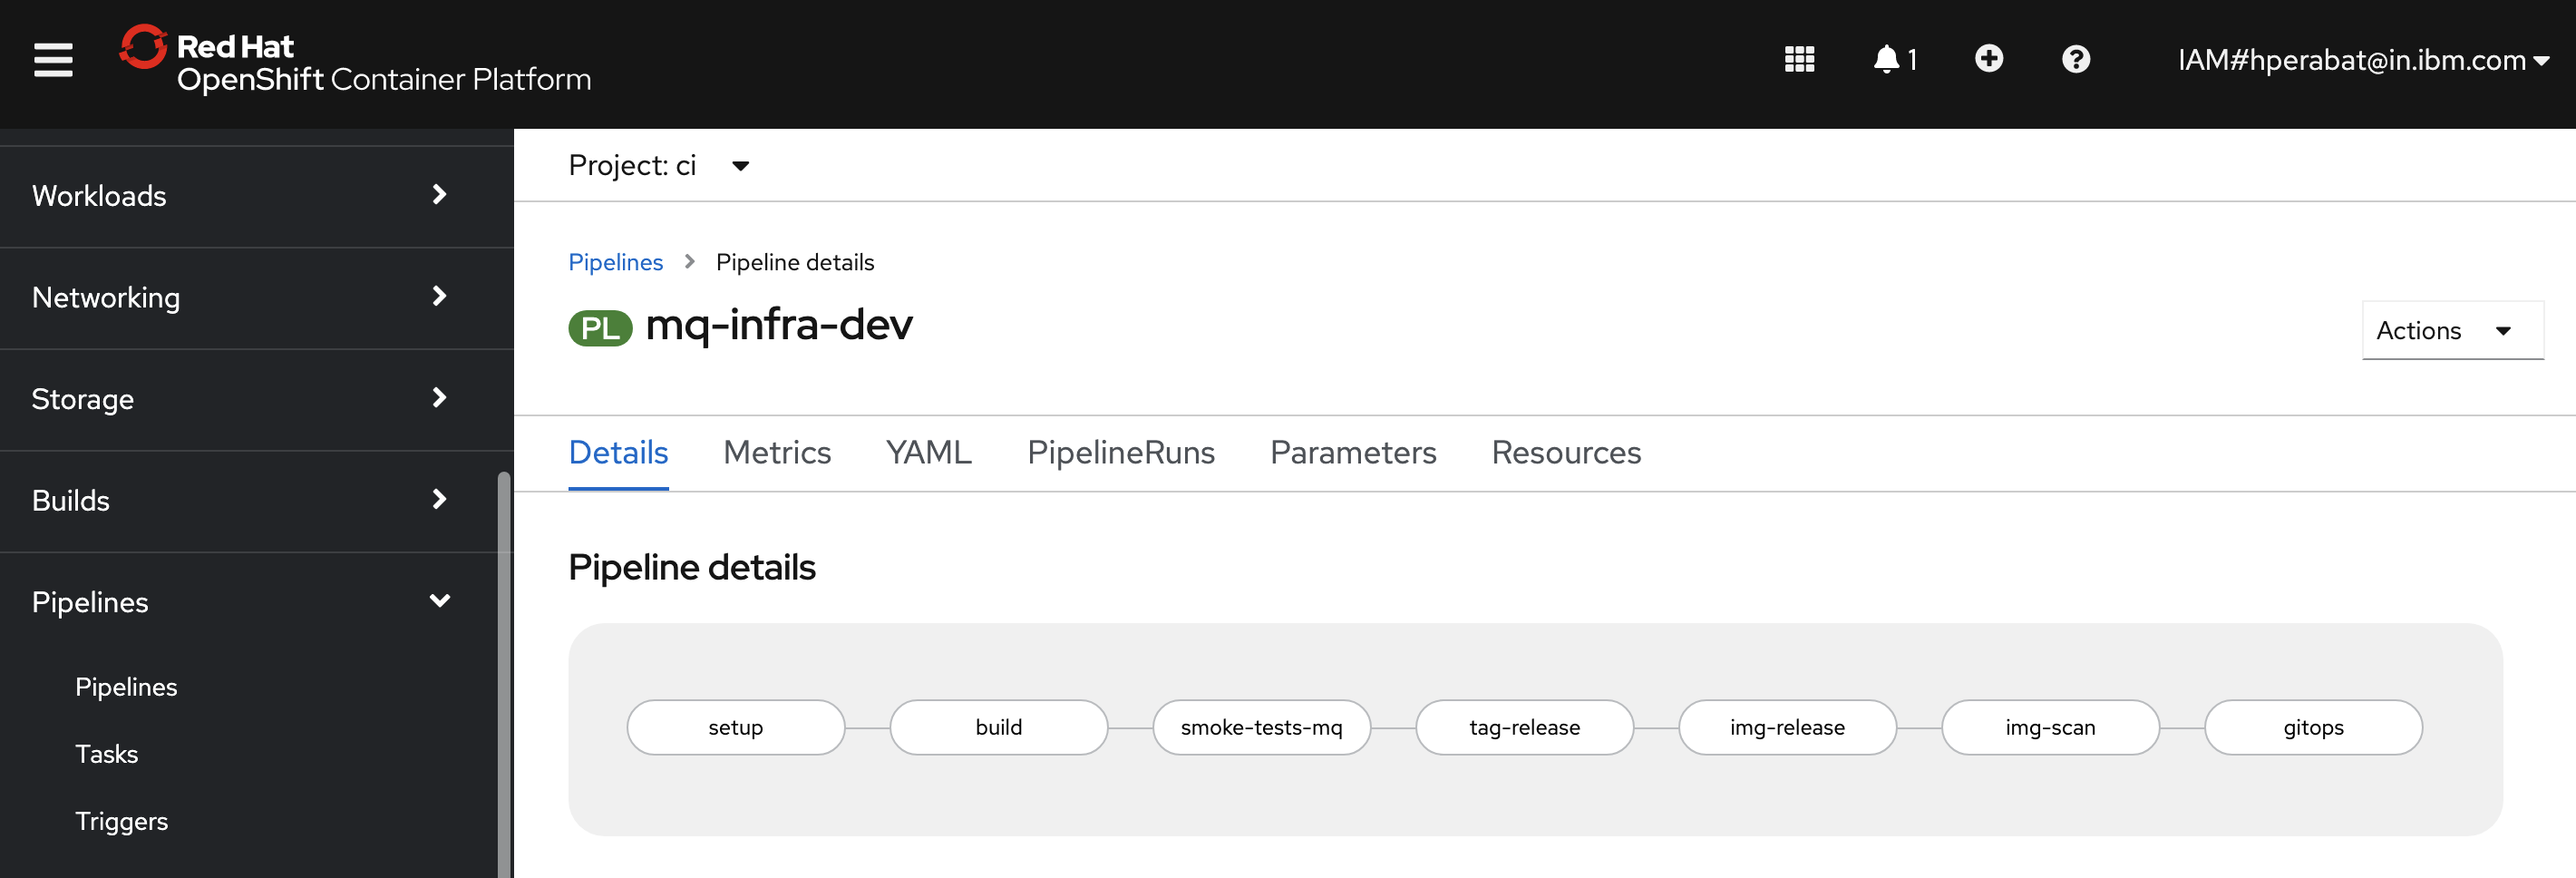 Red Hat
OpenShift Container Platform
1
IAM#hperabat@in.ibm.com
Workloads
Networking
Storage
Builds
Pipelines
Pipelines
Tasks
Triggers
Project: ci
Pipelines Pipeline details
PL mq-infra-dev
Actions
Details Metrics YAML PipelineRuns Parameters Resources
Pipeline details
setup build smoke-tests-mq tag-release img-release img-scan gitops